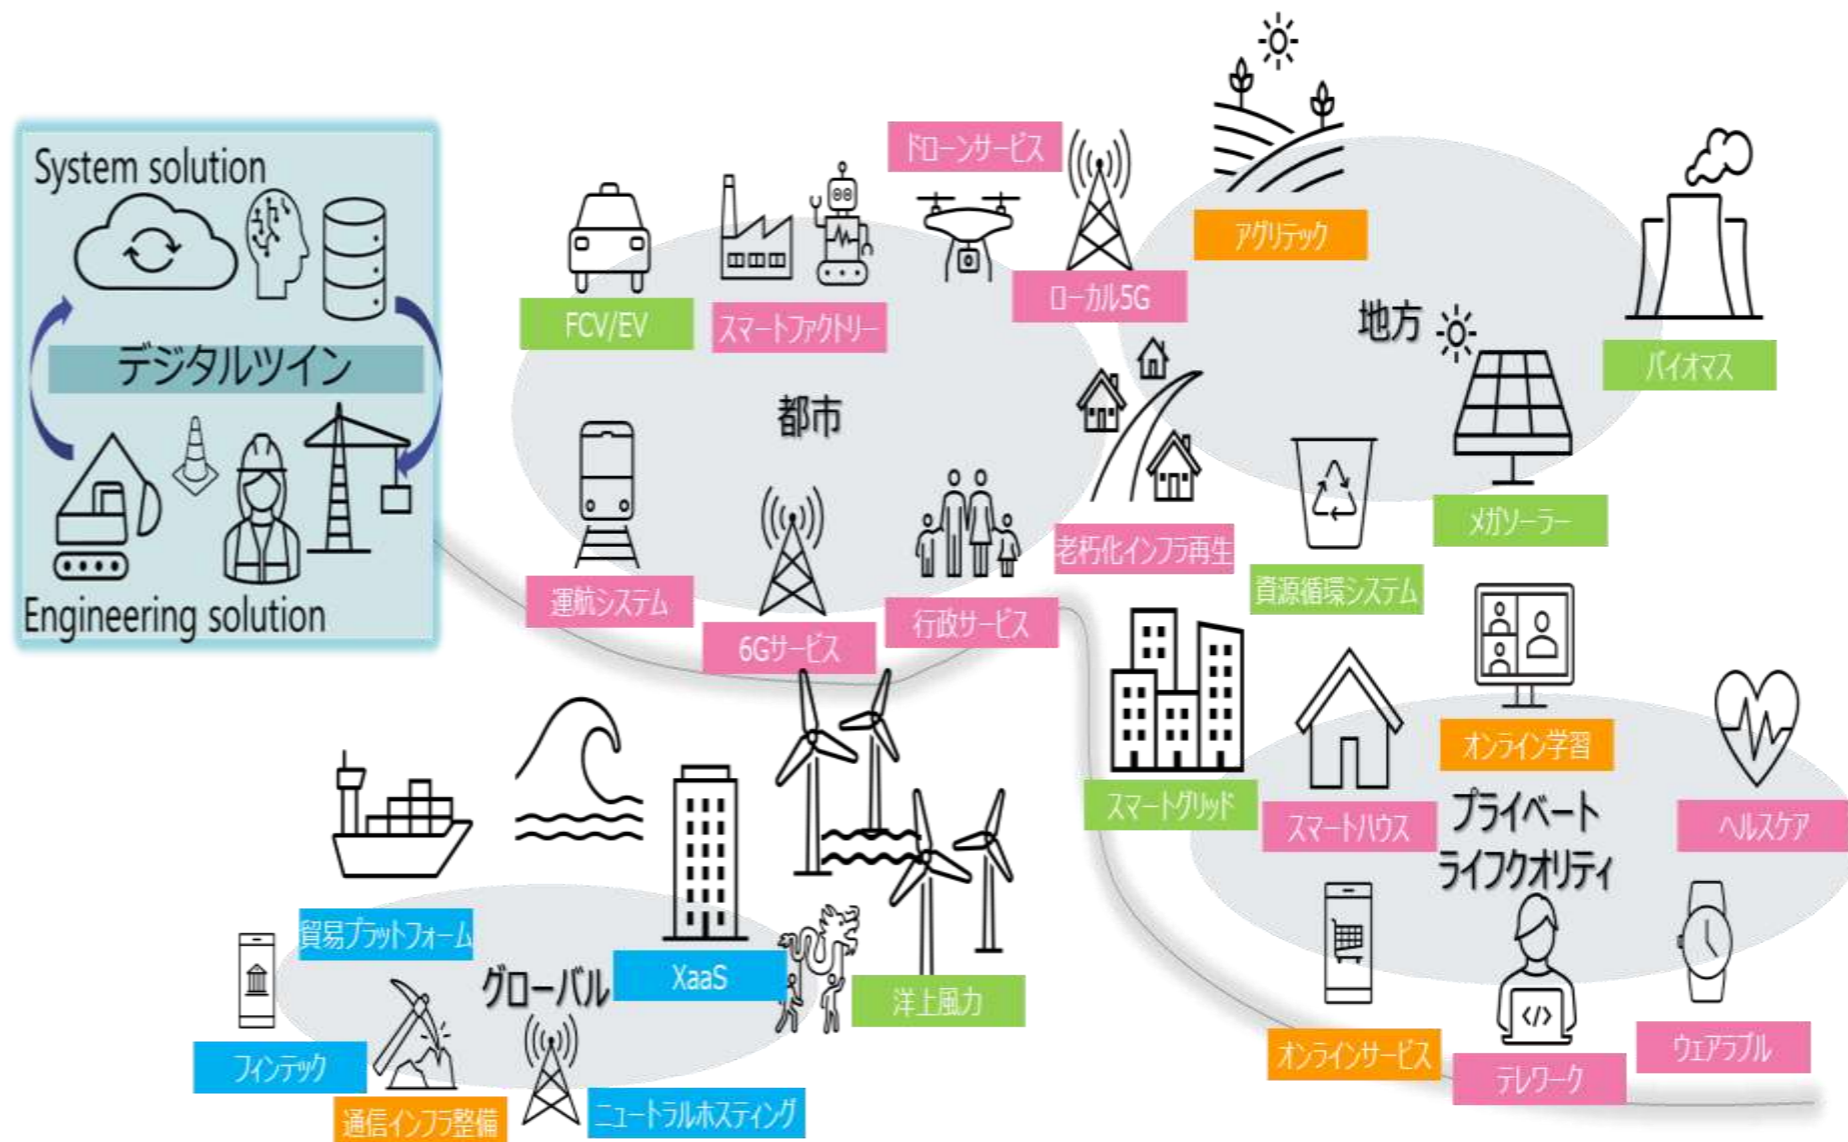 System solution
デジタルツイン
Engineering solution
ドローンサービス
アグリテック
FCV/EV
スマートファクトリー
ローカル5G
地方
バイオマス
都市
メガソーラー
老朽化インフラ再生
資源循環システム
運航システム
6Gサービス
行政サービス
オンライン学習
スマートグリッド
スマートハウス
プライベート
ライフクオリティ
ヘルスケア
貿易プラットフォーム
グローバル
XaaS
洋上風力
フィンテック
通信インフラ整備
ニュートラルホスティング
オンラインサービス
</>
テレワーク
ウェアラブル